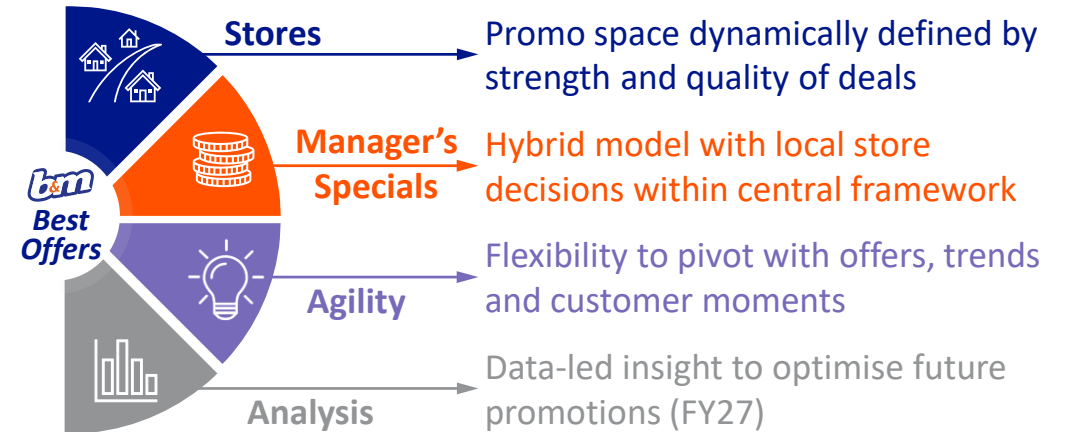 Stores
Promo space dynamically defined by
strength and quality of deals
Manager's
Specials
Hybrid model with local store
decisions within central framework
b&m
Best
Offers
Agility
Flexibility to pivot with offers, trends
and customer moments
Analysis
Data-led insight to optimise future
promotions (FY27)